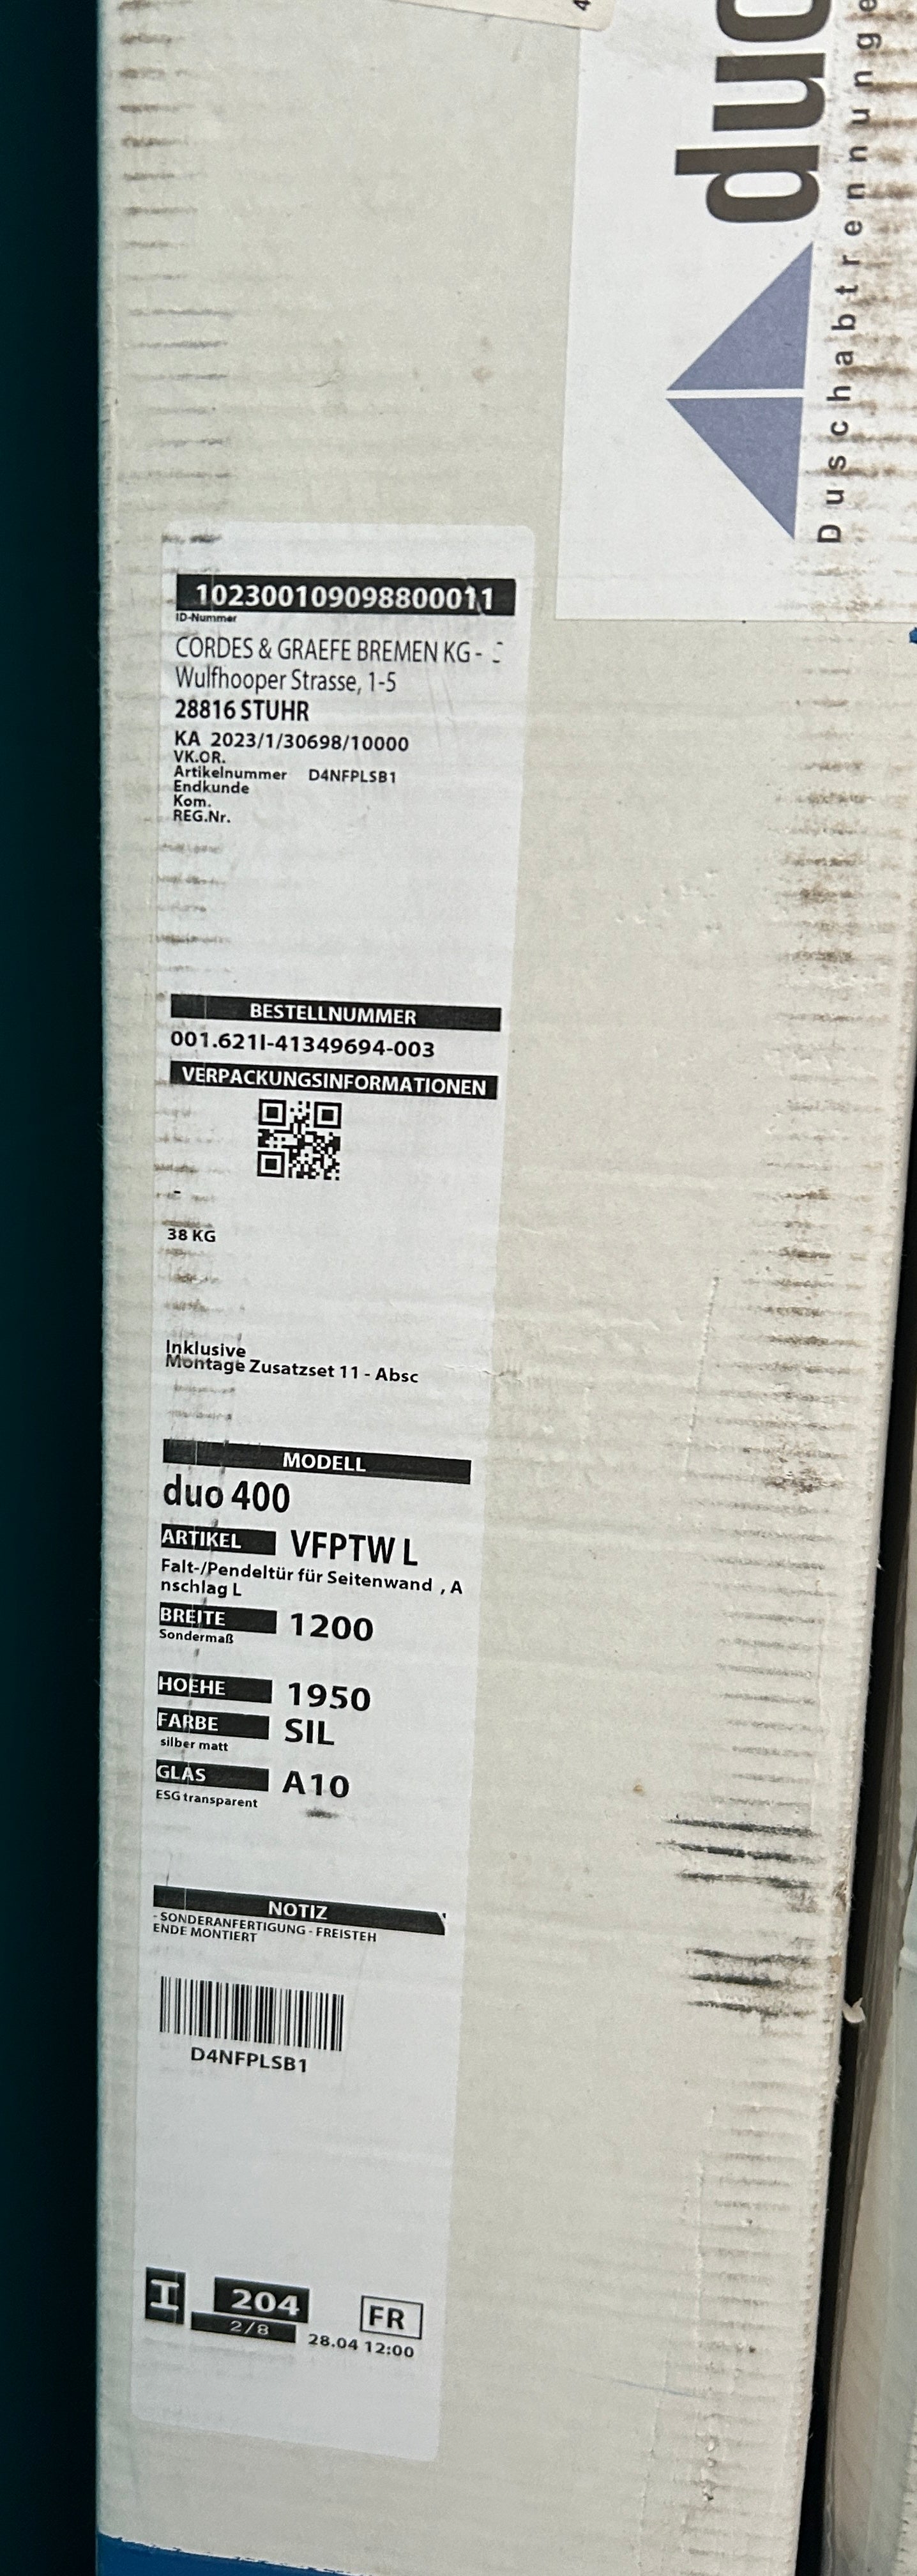 duo
Duschabtrennunge
102300109098800011
ID-Nummer
CORDES & GRAEFE BREMEN KG -
Wulfhooper Strasse, 1-5
28816 STUHR
KA 2023/1/30698/10000
VK.OR.
Artikelnummer D4NFPLSB1
Endkunde
Kom.
REG.Nr.
BESTELLNUMMER
001.621I-41349694-003
VERPACKUNGSINFORMATIONEN
-
38 KG
Inklusive
Montage Zusatzset 11 - Absc
MODELL
duo 400
ARTIKEL VFPTW L
Falt-/Pendeltür für Seitenwand , A
nschlag L
BREITE 1200
Sondermaß
HOEHE 1950
FARBE SIL
silber matt
GLAS A10
ESG transparent
NOTIZ
- SONDERANFERTIGUNG - FREISTEH
ENDE MONTIERT
D4NFPLSB1
I 204 FR
2/8 28.04 12:00